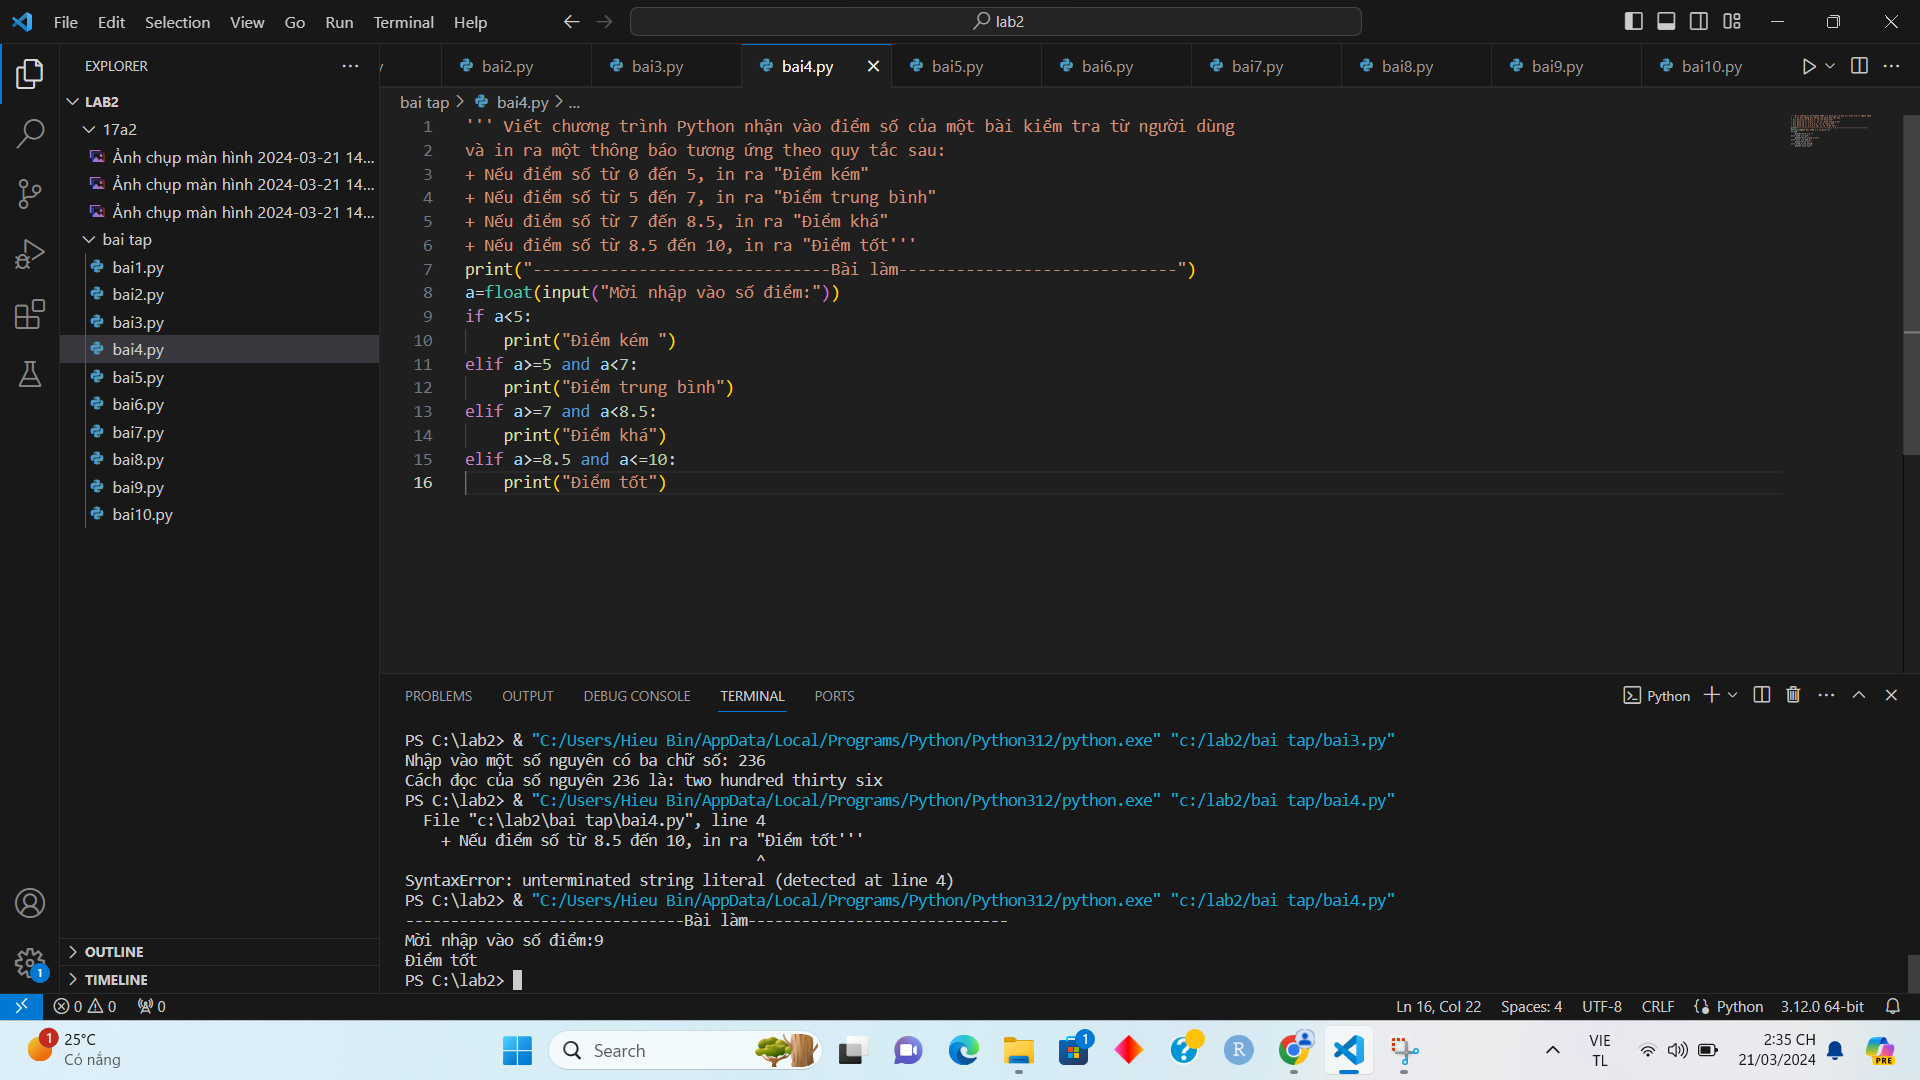 File Edit Selection View Go Run Terminal Help
lab2
EXPLORER
LAB2
17a2
Ảnh chụp màn hình 2024-03-21 14...
Ảnh chụp màn hình 2024-03-21 14...
Ảnh chụp màn hình 2024-03-21 14...
bai tap
bai1.py
bai2.py
bai3.py
bai4.py
bai5.py
bai6.py
bai7.py
bai8.py
bai9.py
bai10.py
OUTLINE
TIMELINE
bai2.py bai3.py bai4.py bai5.py bai6.py bai7.py bai8.py bai9.py bai10.py
bai tap > bai4.py > ...
1 ''' Viết chương trình Python nhận vào điểm số của một bài kiểm tra từ người dùng
2 và in ra một thông báo tương ứng theo quy tắc sau:
3 + Nếu điểm số từ 0 đến 5, in ra "Điểm kém"
4 + Nếu điểm số từ 5 đến 7, in ra "Điểm trung bình"
5 + Nếu điểm số từ 7 đến 8.5, in ra "Điểm khá"
6 + Nếu điểm số từ 8.5 đến 10, in ra "Điểm tốt'''
7 print("-------------------------------Bài làm-----------------------------")
8 a=float(input("Mời nhập vào số điểm:"))
9 if a<5:
10 print("Điểm kém ")
11 elif a>=5 and a<7:
12 print("Điểm trung bình")
13 elif a>=7 and a<8.5:
14 print("Điểm khá")
15 elif a>=8.5 and a<=10:
16 print("Điểm tốt")
PROBLEMS OUTPUT DEBUG CONSOLE TERMINAL PORTS
Python
PS C:\lab2> & "C:/Users/Hieu Bin/AppData/Local/Programs/Python/Python312/python.exe" "c:/lab2/bai tap/bai3.py"
Nhập vào một số nguyên có ba chữ số: 236
Cách đọc của số nguyên 236 là: two hundred thirty six
PS C:\lab2> & "C:/Users/Hieu Bin/AppData/Local/Programs/Python/Python312/python.exe" "c:/lab2/bai tap/bai4.py"
File "c:\lab2\bai tap\bai4.py", line 4
+ Nếu điểm số từ 8.5 đến 10, in ra "Điểm tốt'''
^
SyntaxError: unterminated string literal (detected at line 4)
PS C:\lab2> & "C:/Users/Hieu Bin/AppData/Local/Programs/Python/Python312/python.exe" "c:/lab2/bai tap/bai4.py"
-------------------------------Bài làm-----------------------------
Mời nhập vào số điểm:9
Điểm tốt
PS C:\lab2>
1
0 0 0
Ln 16, Col 22 Spaces: 4 UTF-8 CRLF Python 3.12.0 64-bit
1
25°C
Có nắng
Search
1
R
VIE
TL
2:35 CH
21/03/2024
PRE